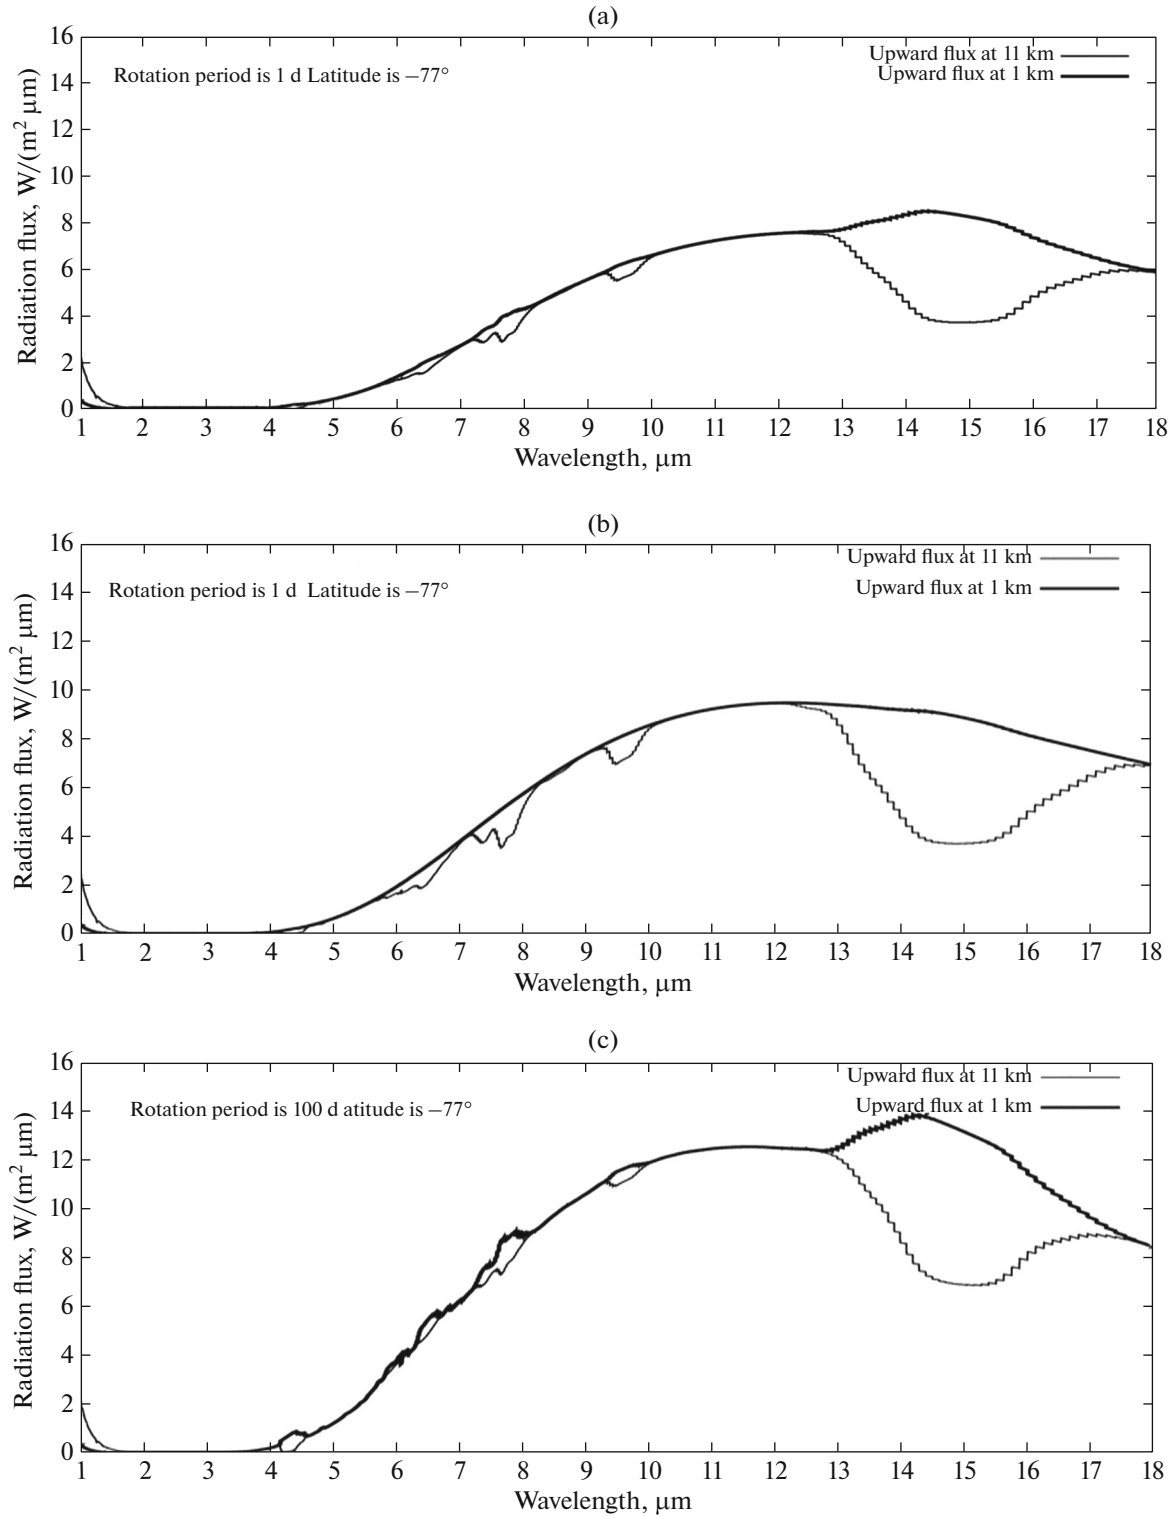 (a)
16
14
12
10
8
6
4
2
0
Radiation flux, W/(m² μm)
Rotation period is 1 d Latitude is −77°
Upward flux at 11 km
Upward flux at 1 km
1 2 3 4 5 6 7 8 9 10 11 12 13 14 15 16 17 18
Wavelength, μm
(b)
16
14
12
10
8
6
4
2
0
Radiation flux, W/(m² μm)
Rotation period is 1 d Latitude is −77°
Upward flux at 11 km
Upward flux at 1 km
1 2 3 4 5 6 7 8 9 10 11 12 13 14 15 16 17 18
Wavelength, μm
(c)
16
14
12
10
8
6
4
2
0
Radiation flux, W/(m² μm)
Rotation period is 100 d atitude is −77°
Upward flux at 11 km
Upward flux at 1 km
1 2 3 4 5 6 7 8 9 10 11 12 13 14 15 16 17 18
Wavelength, μm